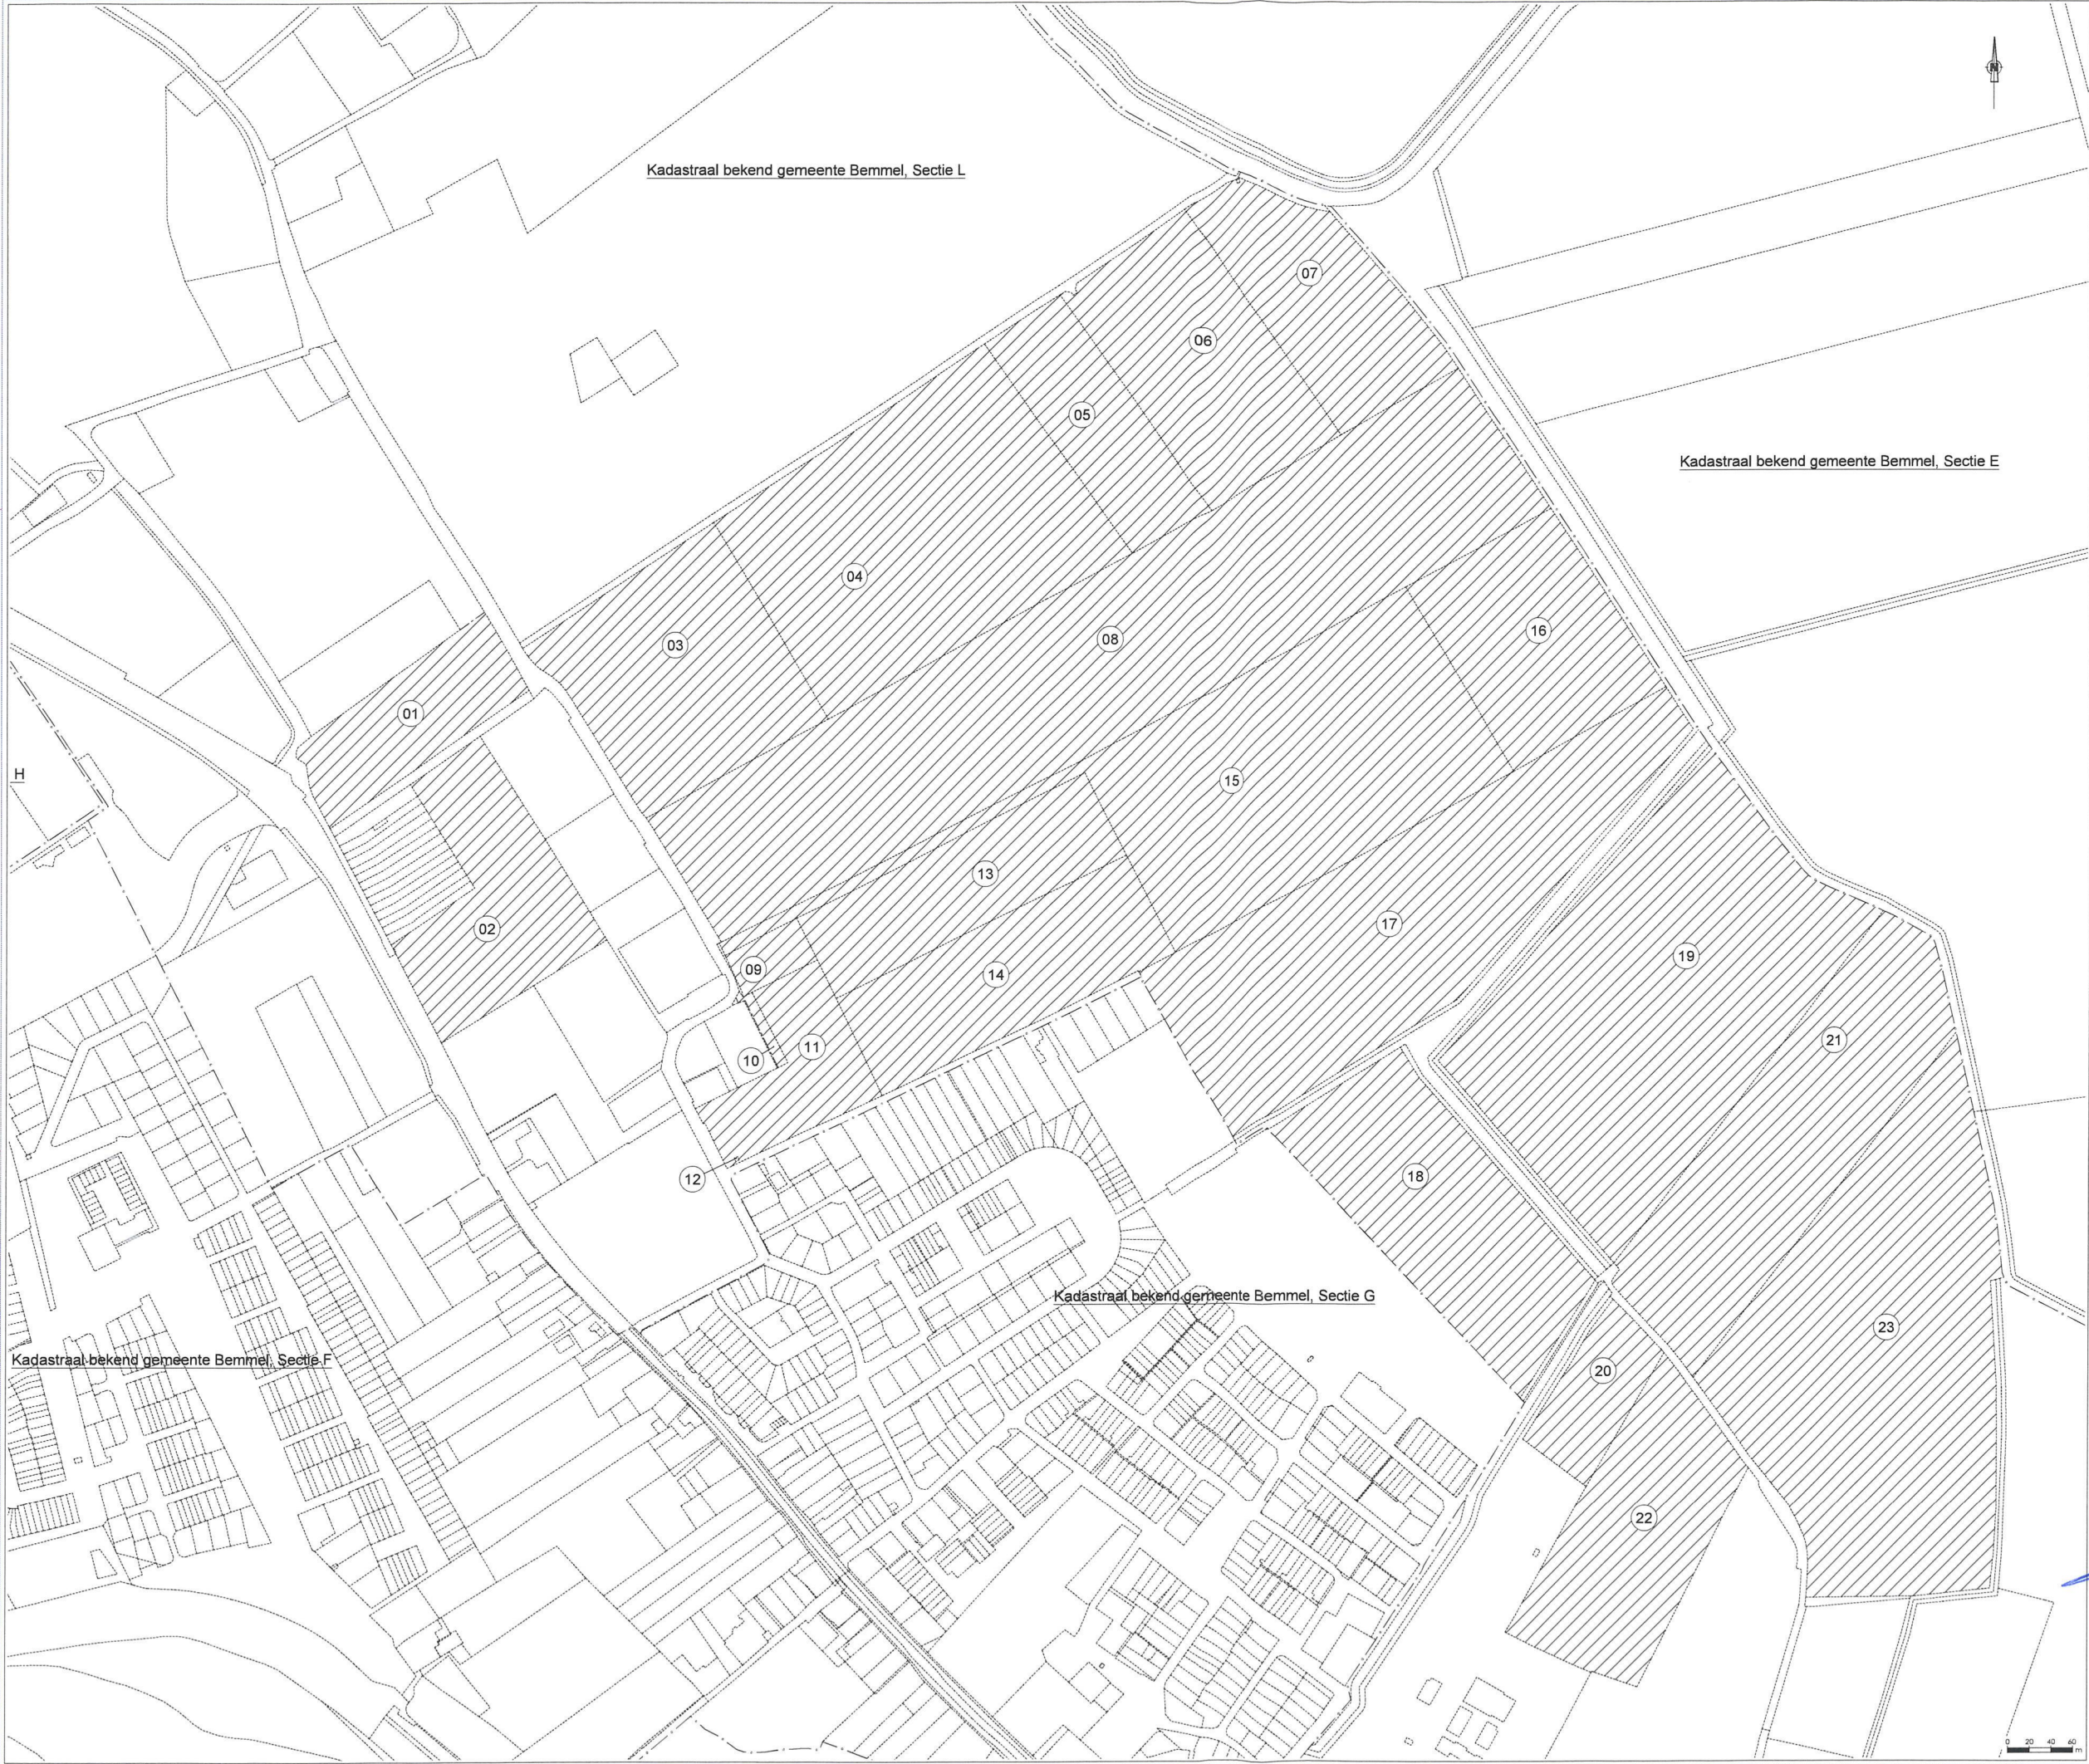 N
Kadastraal bekend gemeente Bemmel, Sectie L
07
06
05
Kadastraal bekend gemeente Bemmel, Sectie E
04
16
08
03
01
H
15
13
17
02
19
09
14
21
11
10
18
12
Kadastraal bekend gemeente Bemmel, Sectie G
23
Kadastraal bekend gemeente Bemmel, Sectie F
20
22
0 20 40 60
m